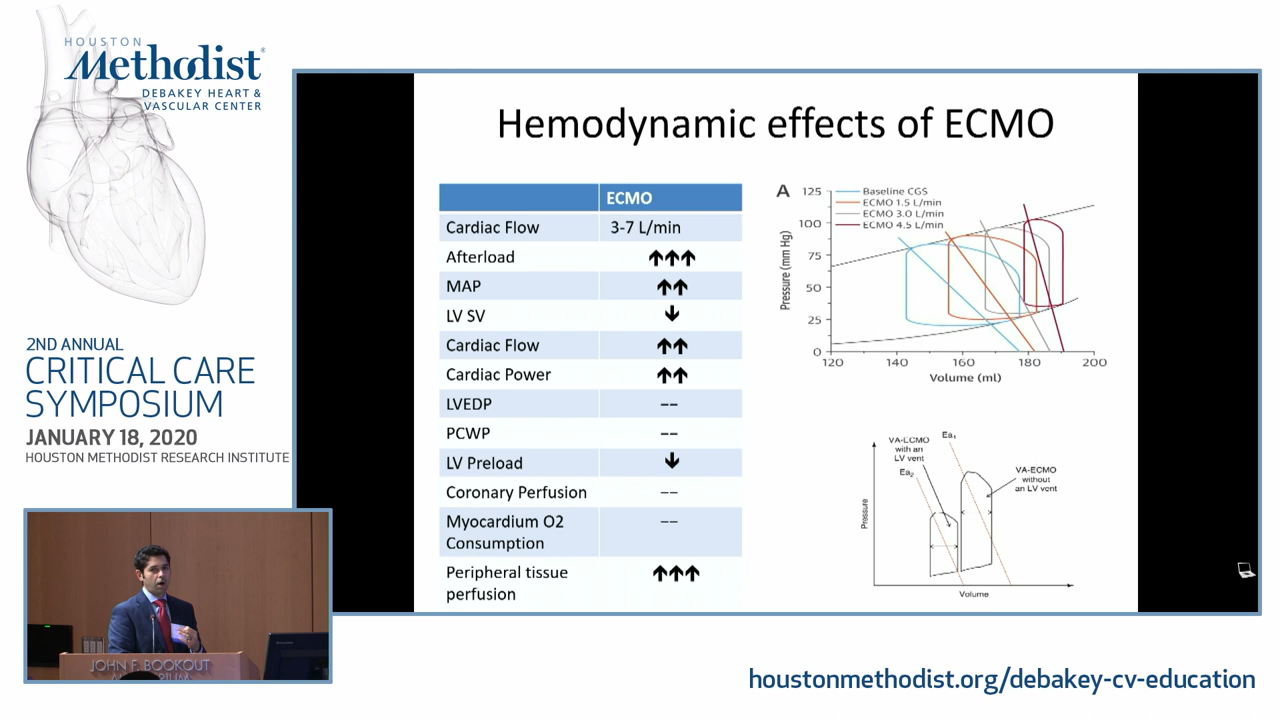 HOUSTON
Methodist®
DEBAKEY HEART &
VASCULAR CENTER
2ND ANNUAL
CRITICAL CARE
SYMPOSIUM
JANUARY 18, 2020
HOUSTON METHODIST RESEARCH INSTITUTE
Hemodynamic effects of ECMO
ECMO
Cardiac Flow 3-7 L/min
Afterload ↑↑↑
MAP ↑↑
LV SV ↓
Cardiac Flow ↑↑
Cardiac Power ↑↑
LVEDP --
PCWP --
LV Preload ↓
Coronary Perfusion --
Myocardium O2 --
Consumption
Peripheral tissue ↑↑↑
perfusion
A
Baseline CGS
ECMO 1.5 L/min
ECMO 3.0 L/min
ECMO 4.5 L/min
125
100
75
50
25
0
Pressure (mm Hg)
120 140 160 180 200
Volume (ml)
VA-ECMO
with an
LV vent
Ea1
Ea2
VA-ECMO
without
an LV vent
Pressure
Volume
JOHN F. BOOKOUT
houstonmethodist.org/debakey-cv-education